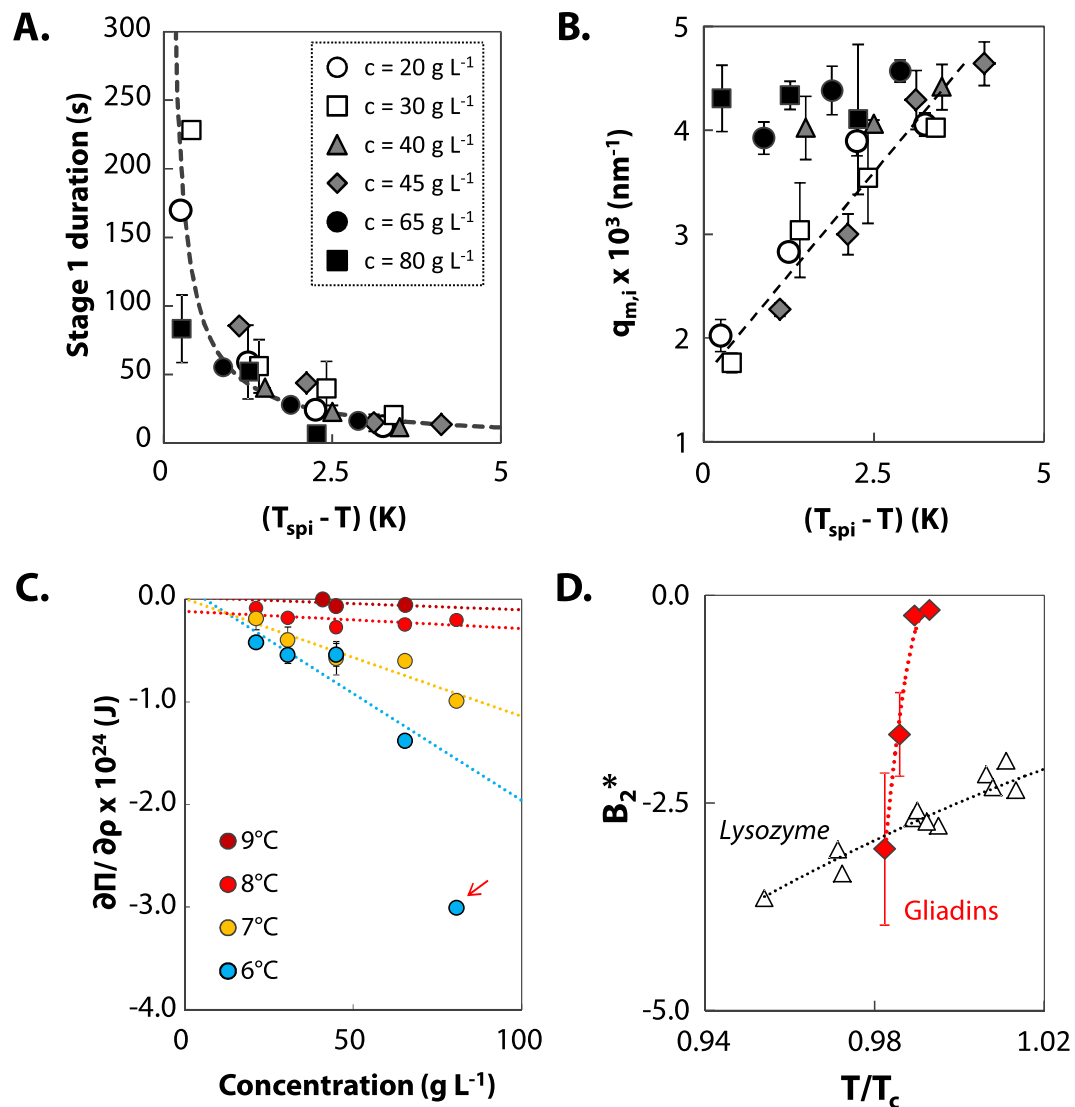 A.
300
250
200
150
100
50
0
Stage 1 duration (s)
c = 20 g L⁻¹
c = 30 g L⁻¹
c = 40 g L⁻¹
c = 45 g L⁻¹
c = 65 g L⁻¹
c = 80 g L⁻¹
0 2.5 5
(Tspi - T) (K)
B.
5
4
3
2
1
qm,i x 10³ (nm⁻¹)
0 2.5 5
(Tspi - T) (K)
C.
0.0
-1.0
-2.0
-3.0
-4.0
∂Π/∂ρ x 10²⁴ (J)
9°C
8°C
7°C
6°C
0 50 100
Concentration (g L⁻¹)
D.
0.0
-2.5
-5.0
B₂*
Lysozyme
Gliadins
0.94 0.98 1.02
T/Tc